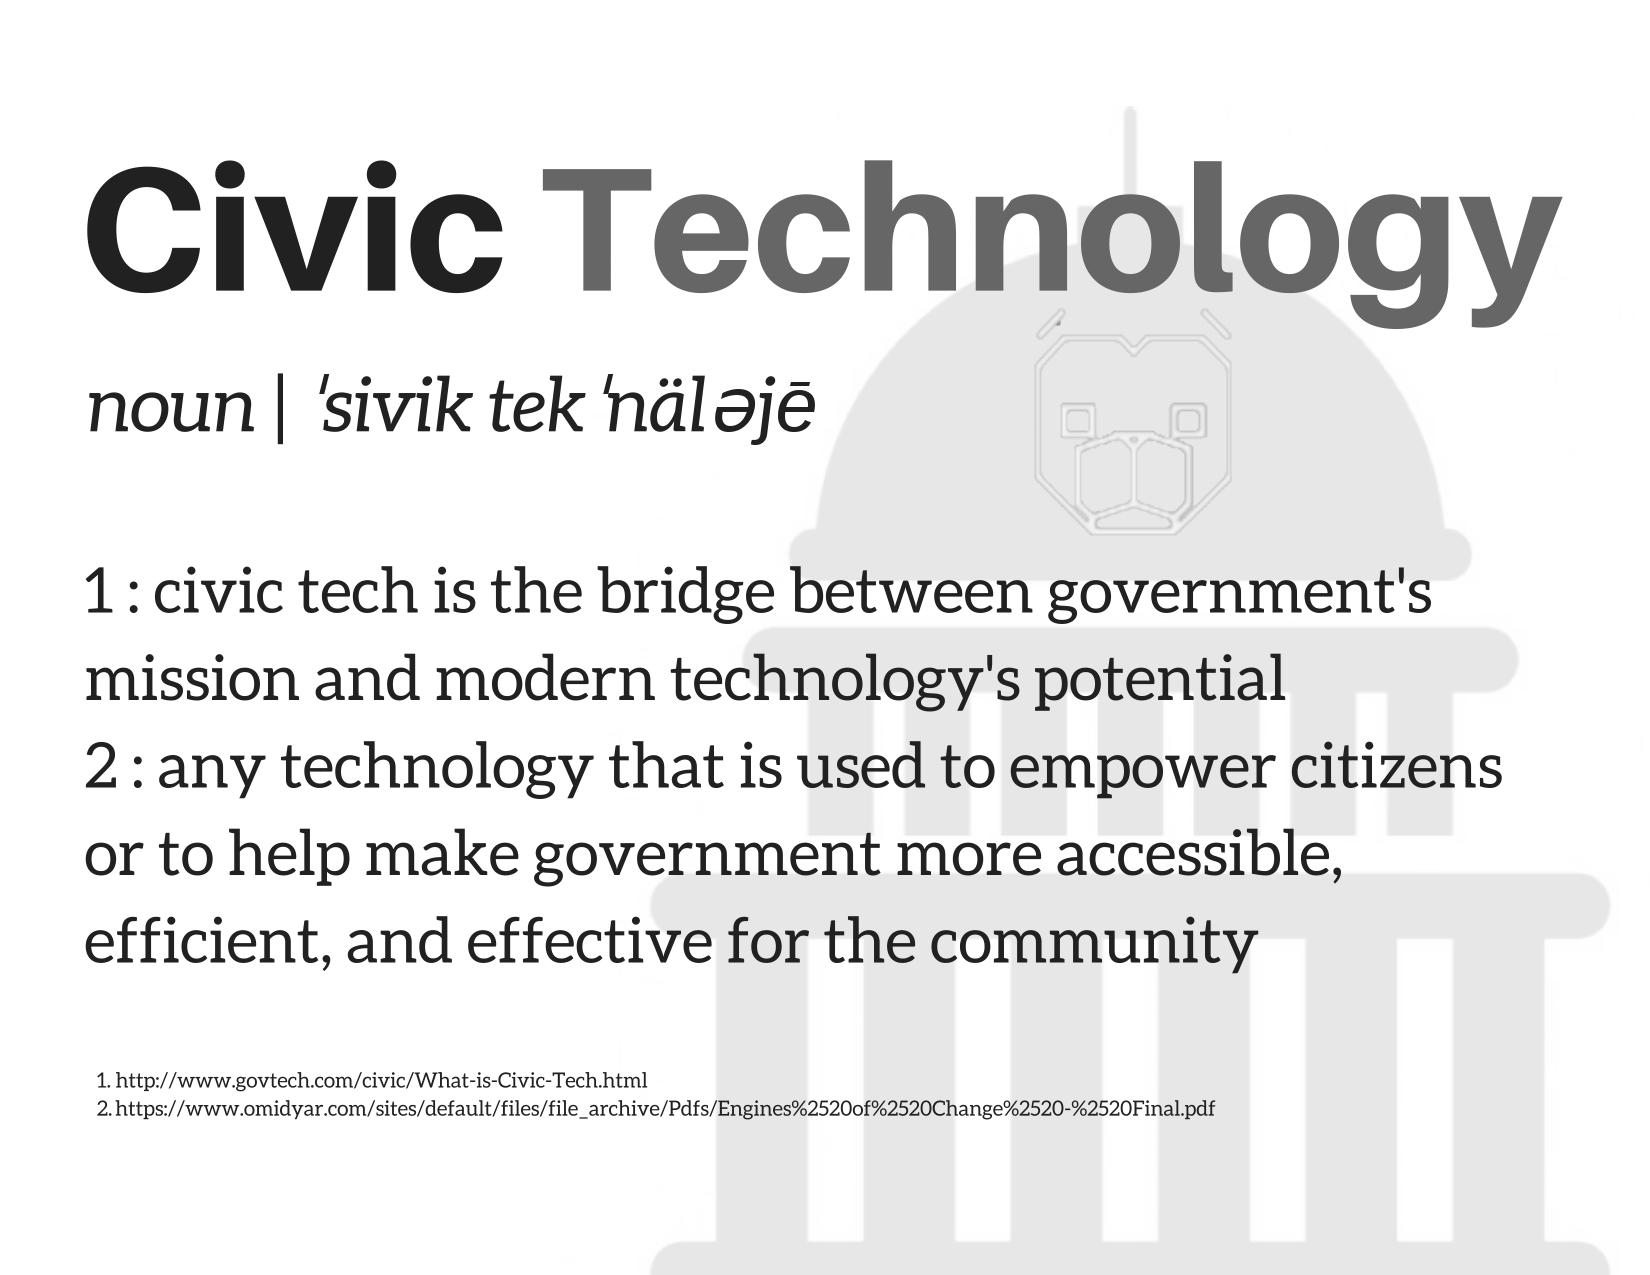 Civic Technology
noun | 'sivik tek 'näləjē
1 : civic tech is the bridge between government's
mission and modern technology's potential
2 : any technology that is used to empower citizens
or to help make government more accessible,
efficient, and effective for the community
1. http://www.govtech.com/civic/What-is-Civic-Tech.html
2. https://www.omidyar.com/sites/default/files/file_archive/Pdfs/Engines%2520of%2520Change%2520-%2520Final.pdf